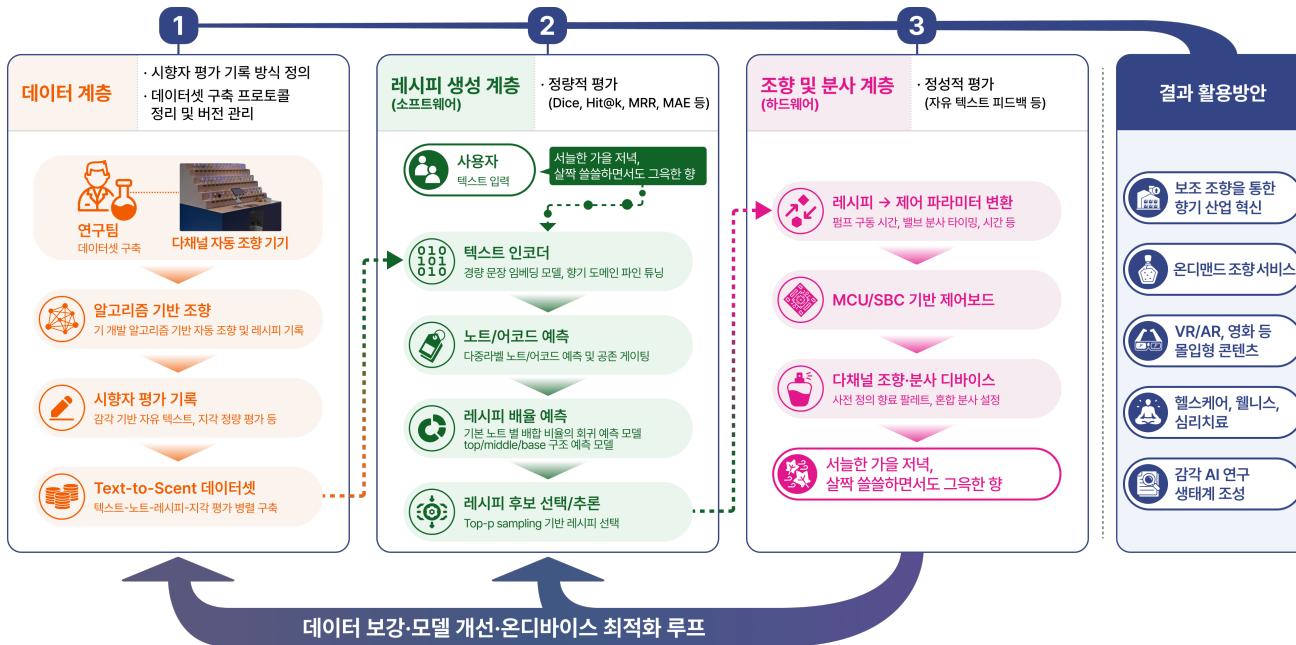 1
2
3
데이터 계층
· 시향자 평가 기록 방식 정의
· 데이터셋 구축 프로토콜
정리 및 버전 관리
연구팀
데이터셋 구축
다채널 자동 조향 기기
알고리즘 기반 조향
기 개발 알고리즘 기반 자동 조향 및 레시피 기록
시향자 평가 기록
감각 기반 자유 텍스트, 지각 정량 평가 등
Text-to-Scent 데이터셋
텍스트-노트-레시피-지각 평가 병렬 구축
레시피 생성 계층
(소프트웨어)
· 정량적 평가
(Dice, Hit@k, MRR, MAE 등)
사용자
텍스트 입력
서늘한 가을 저녁,
살짝 쓸쓸하면서도 그윽한 향
010
101
010
텍스트 인코더
경량 문장 임베딩 모델, 향기 도메인 파인 튜닝
노트/어코드 예측
다중라벨 노트/어코드 예측 및 공존 게이팅
레시피 배율 예측
기본 노트 별 배합 비율의 회귀 예측 모델
top/middle/base 구조 예측 모델
레시피 후보 선택/추론
Top-p sampling 기반 레시피 선택
조향 및 분사 계층
(하드웨어)
· 정성적 평가
(자유 텍스트 피드백 등)
레시피 → 제어 파라미터 변환
펌프 구동 시간, 밸브 분사 타이밍, 시간 등
MCU/SBC 기반 제어보드
다채널 조향·분사 디바이스
사전 정의 향료 팔레트, 혼합 분사 설정
서늘한 가을 저녁,
살짝 쓸쓸하면서도 그윽한 향
결과 활용방안
보조 조향을 통한
향기 산업 혁신
온디맨드 조향서비스
VR/AR, 영화 등
몰입형 콘텐츠
헬스케어, 웰니스,
심리치료
감각 AI 연구
생태계 조성
데이터 보강·모델 개선·온디바이스 최적화 루프